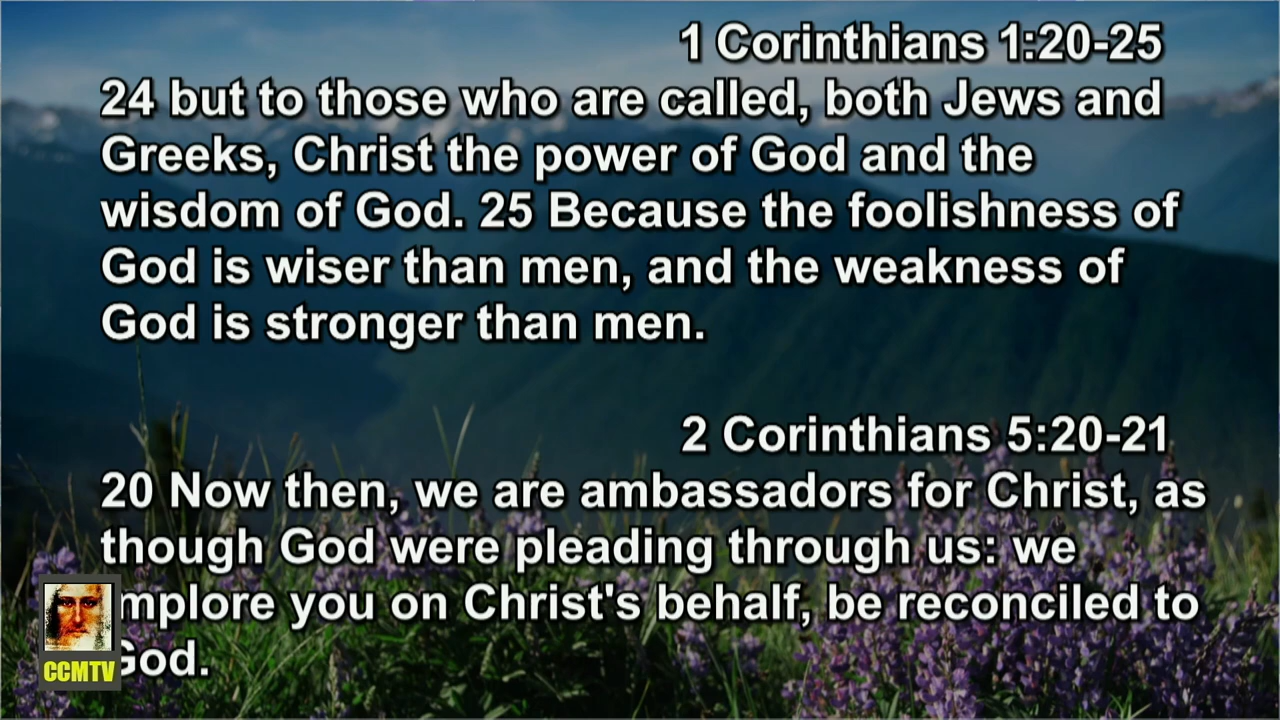 1 Corinthians 1:20-25
24 but to those who are called, both Jews and
Greeks, Christ the power of God and the
wisdom of God. 25 Because the foolishness of
God is wiser than men, and the weakness of
God is stronger than men.
2 Corinthians 5:20-21
20 Now then, we are ambassadors for Christ, as
though God were pleading through us: we
implore you on Christ's behalf, be reconciled to
God.
CCMTV